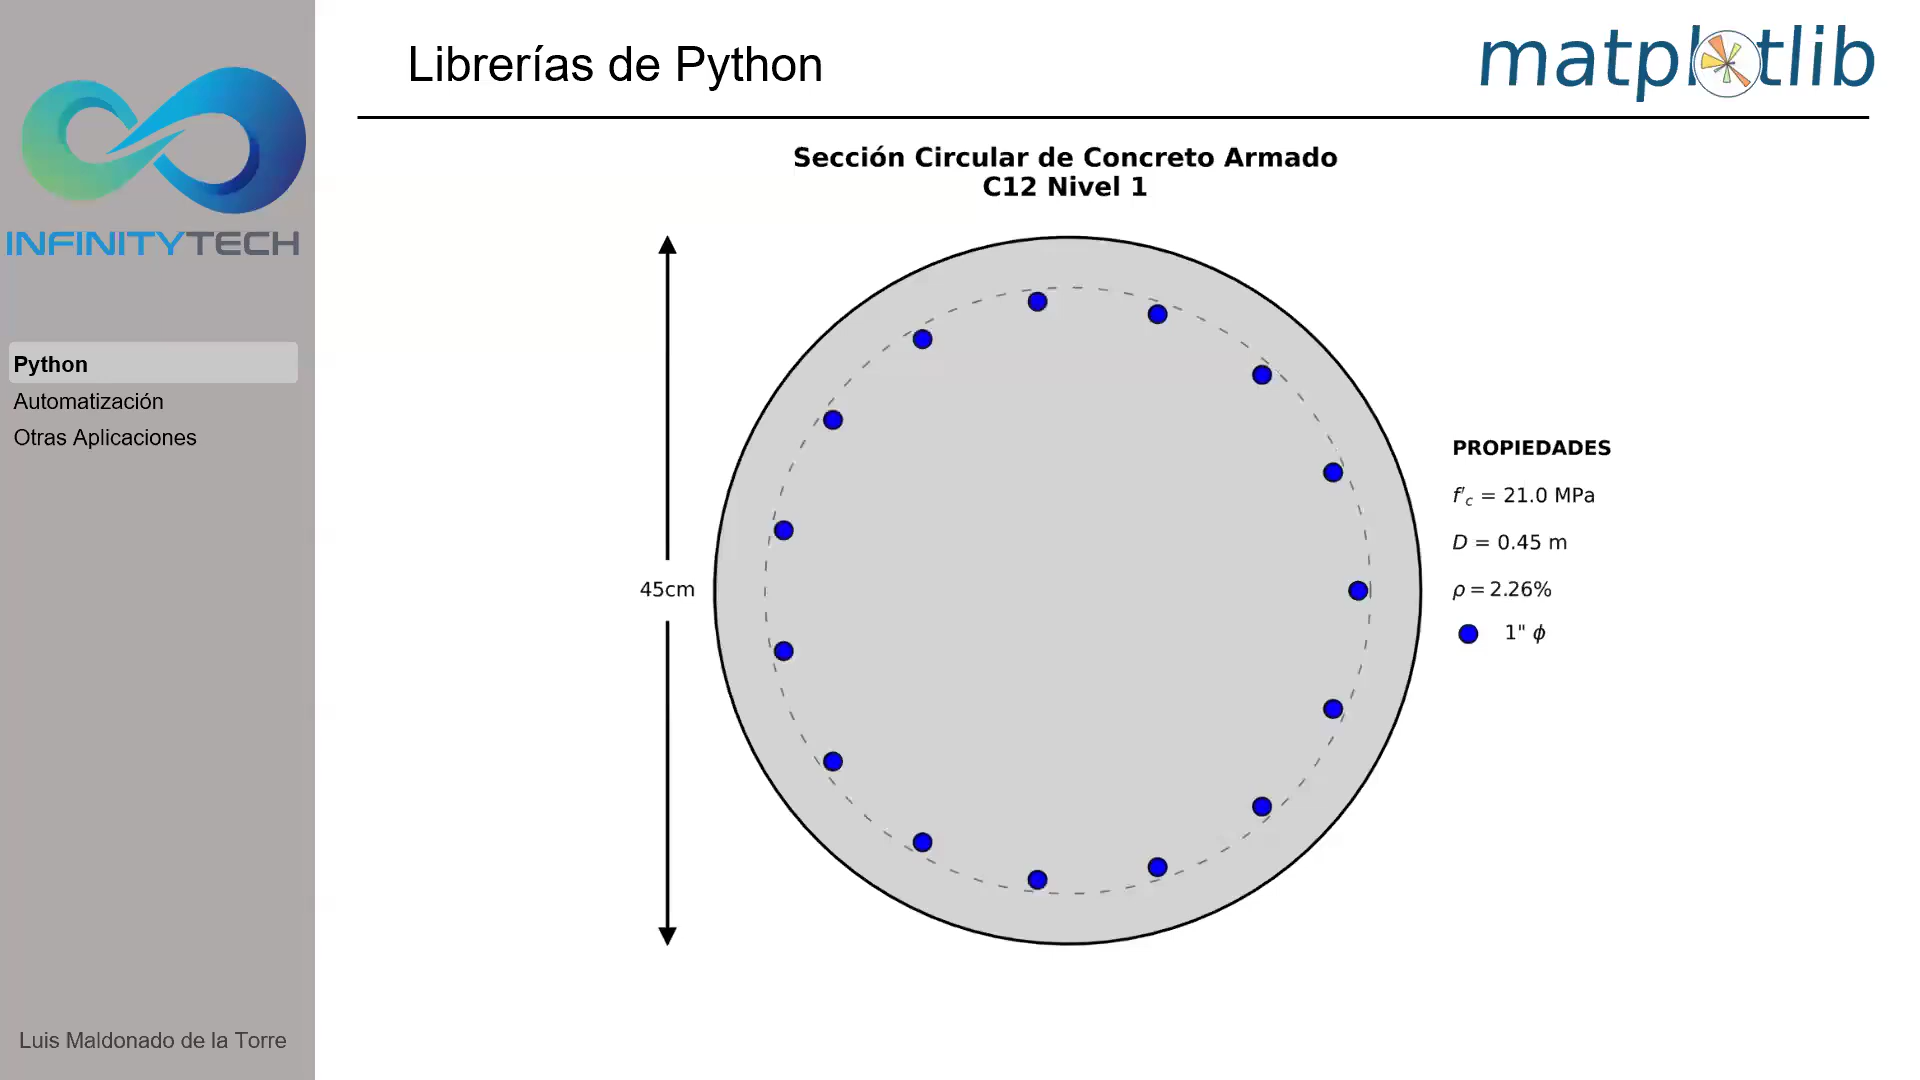 Librerías de Python
matplotlib
INFINITYTECH
Python
Automatización
Otras Aplicaciones
Luis Maldonado de la Torre
Sección Circular de Concreto Armado
C12 Nivel 1
45cm
PROPIEDADES
f'c = 21.0 MPa
D = 0.45 m
ρ = 2.26%
1" ϕ